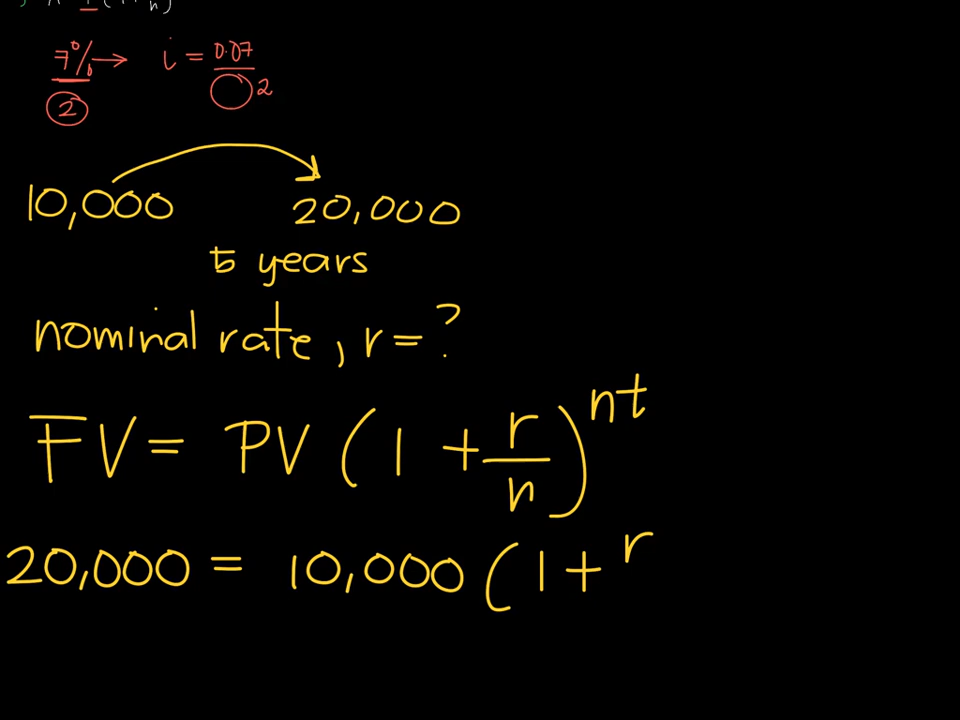 7% → i = 0.07
2 2
10,000 20,000
5 years
nominal rate, r = ?
FV = PV (1 + r/n)^nt
20,000 = 10,000 (1 + r